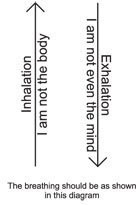 Inhalation
I am not the body
Exhalation
I am not even the mind
The breathing should be as shown
in this diagram